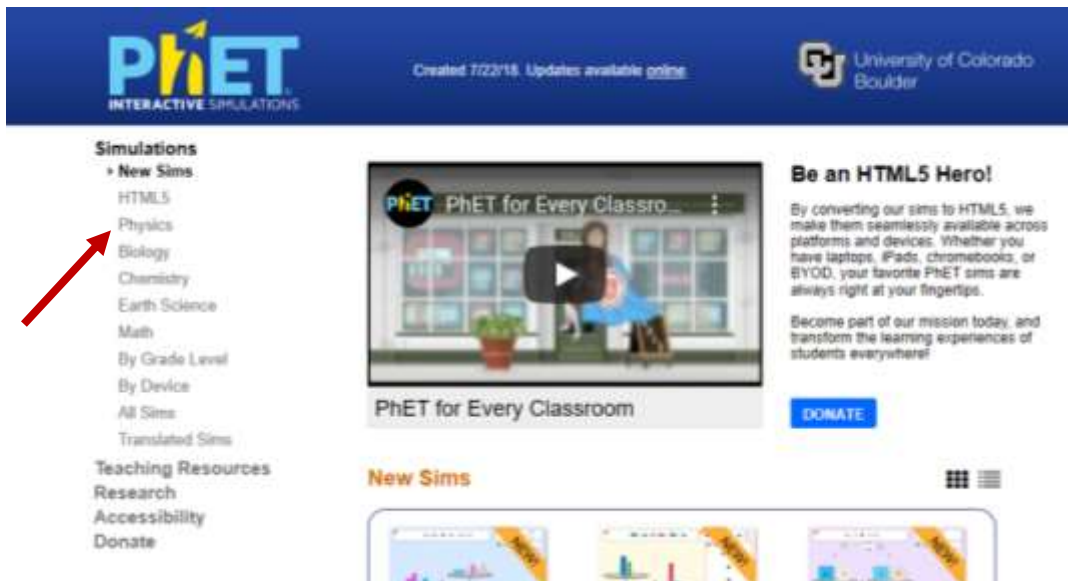 PhET
INTERACTIVE SIMULATIONS
Created 7/22/18. Updates available online.
University of Colorado
Boulder
Simulations
New Sims
HTML5
Physics
Biology
Chemistry
Earth Science
Math
By Grade Level
By Device
All Sims
Translated Sims
Teaching Resources
Research
Accessibility
Donate
PhET PhET for Every Classro...
PhET for Every Classroom
Be an HTML5 Hero!
By converting our sims to HTML5, we
make them seamlessly available across
platforms and devices. Whether you
have laptops, iPads, chromebooks, or
BYOD, your favorite PhET sims are
always right at your fingertips.
Become part of our mission today, and
transform the learning experiences of
students everywhere!
DONATE
New Sims
NEW!
NEW!
NEW!